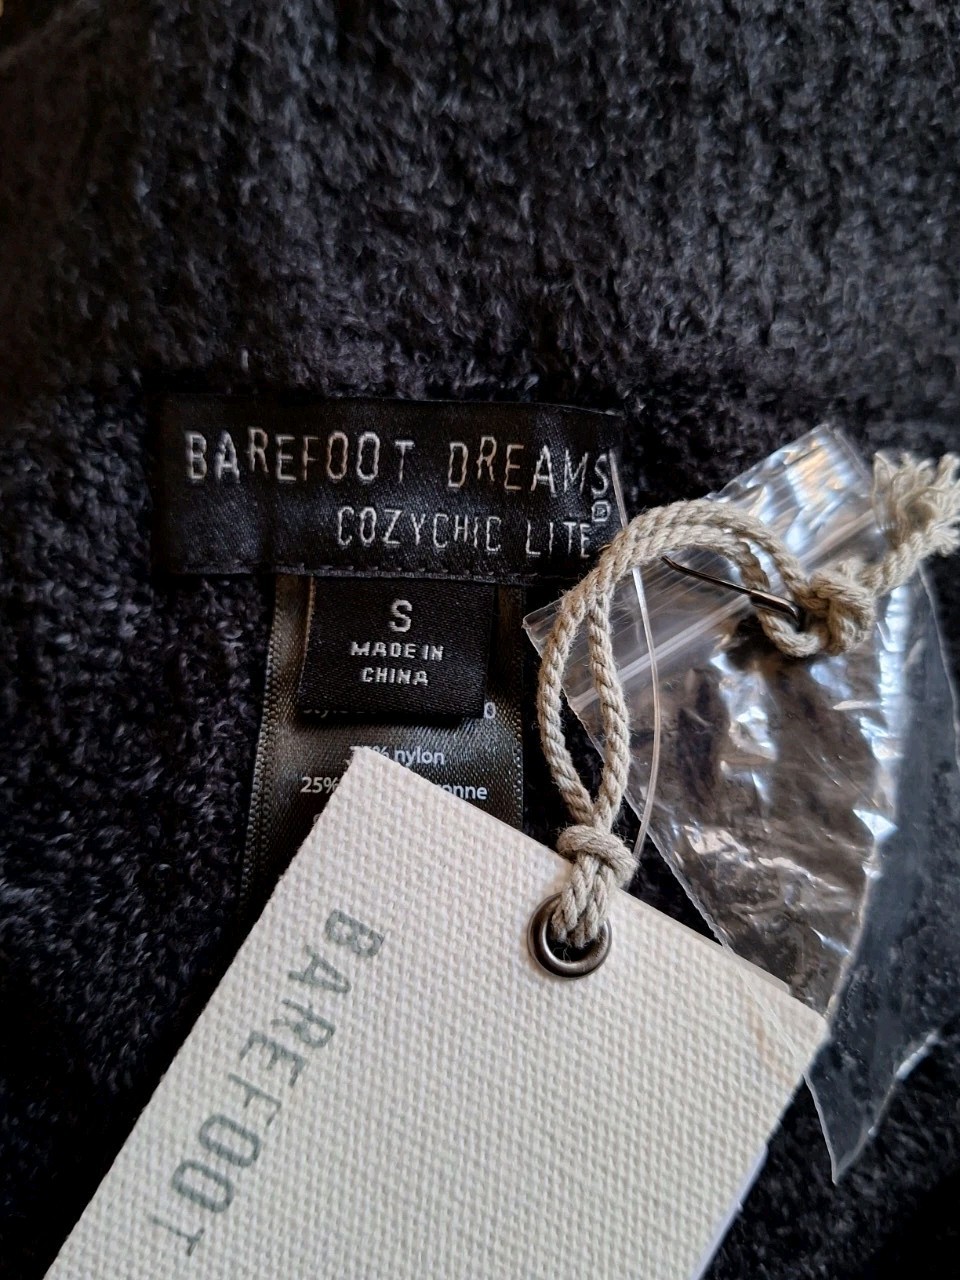 BAREFOOT DREAMS
COZYCHIC LITE®
S
MADE IN
CHINA
nylon
25%
BAREFOOT